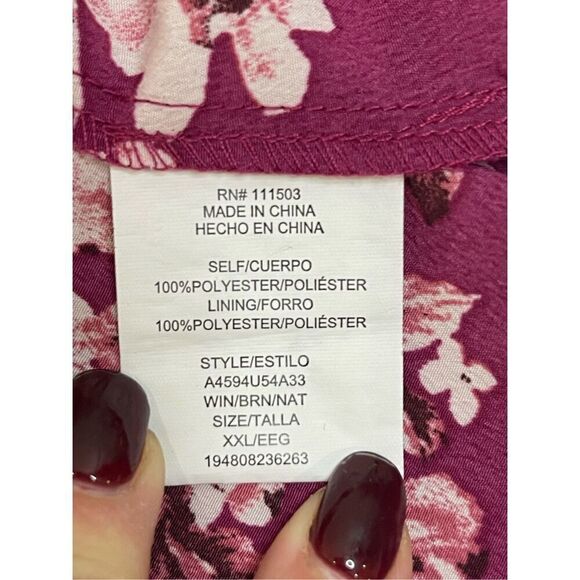 RN# 111503
MADE IN CHINA
HECHO EN CHINA
SELF/CUERPO
100%POLYESTER/POLIÉSTER
LINING/FORRO
100%POLYESTER/POLIÉSTER
STYLE/ESTILO
A4594U54A33
WIN/BRN/NAT
SIZE/TALLA
XXL/EEG
194808236263